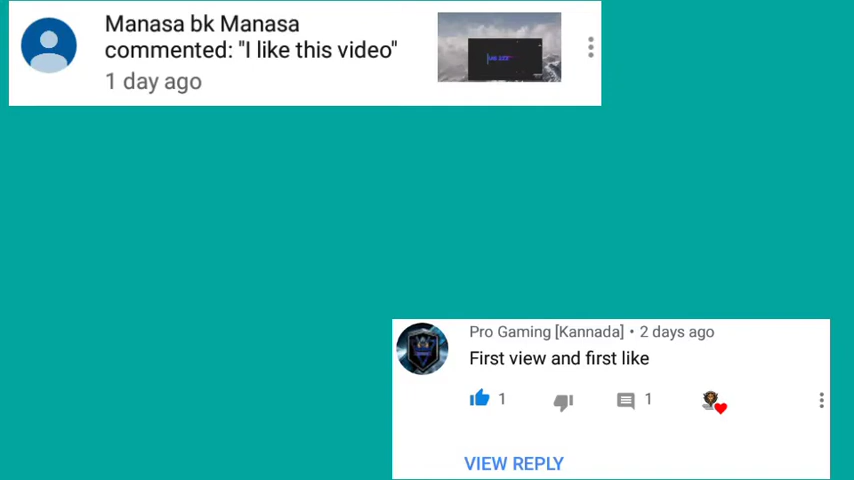 Manasa bk Manasa
commented: "I like this video"
1 day ago
Pro Gaming [Kannada] • 2 days ago
First view and first like
1
1
VIEW REPLY